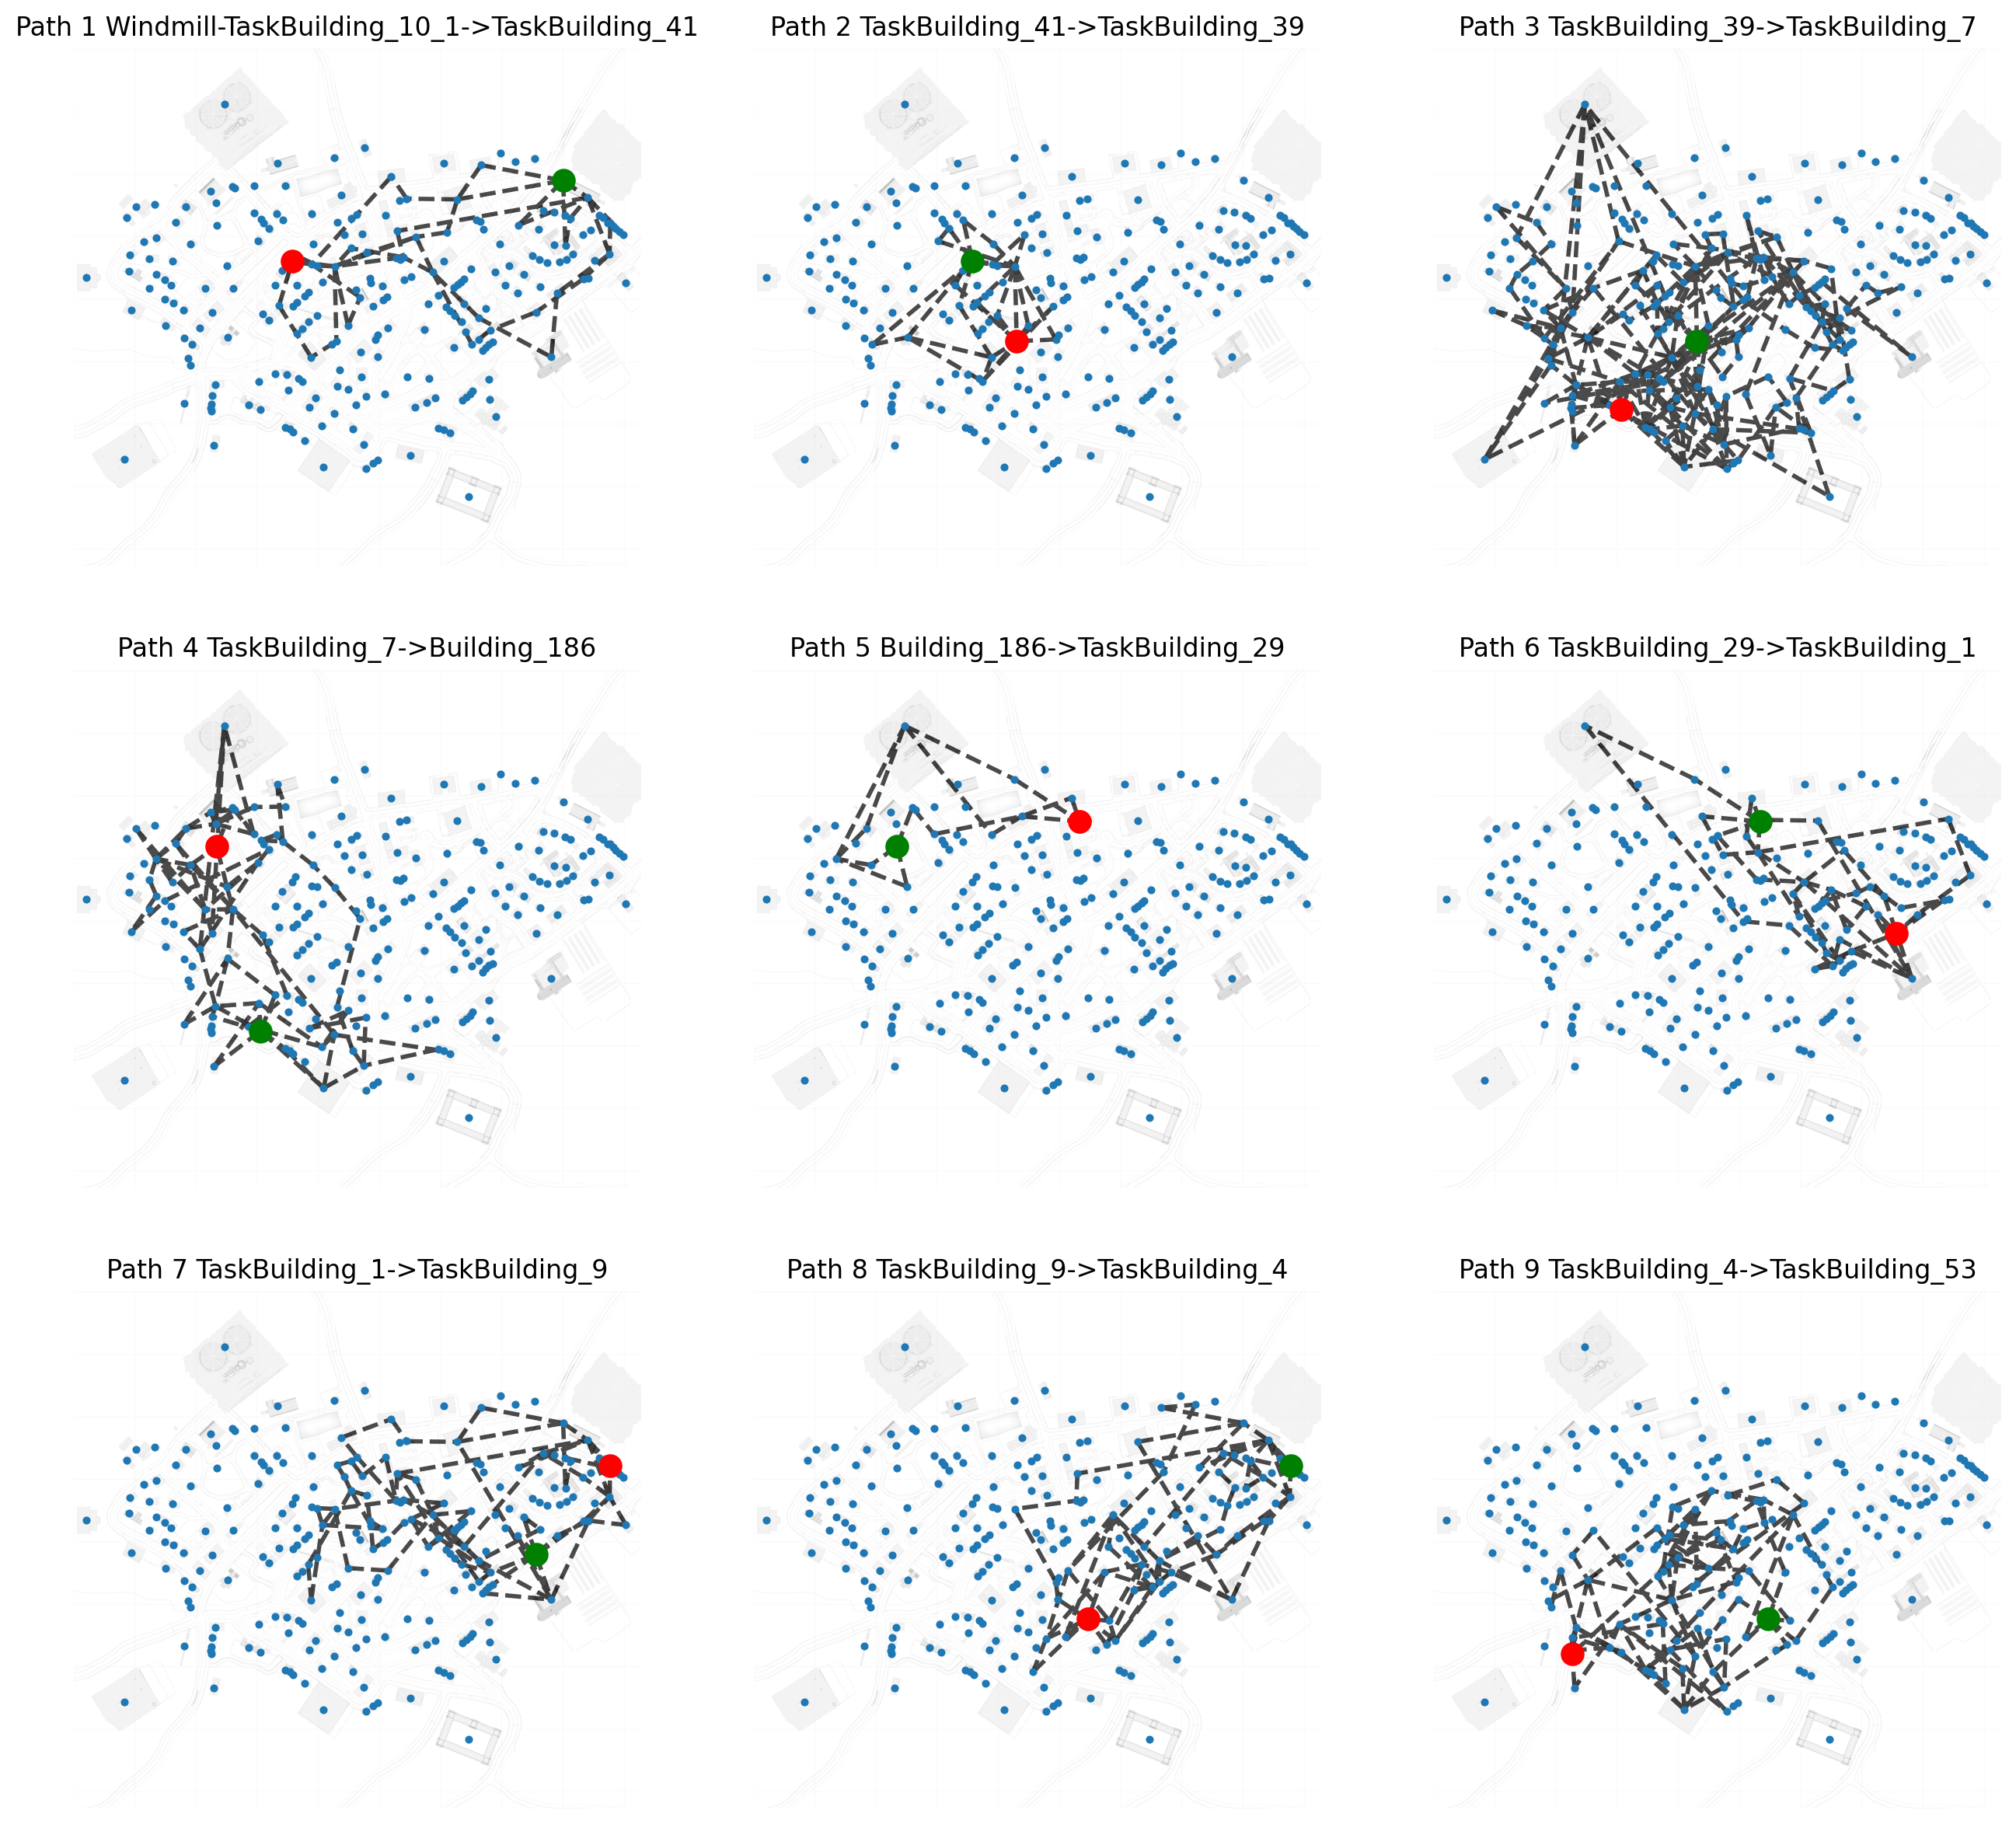 Path 1 Windmill-TaskBuilding_10_1->TaskBuilding_41
Path 2 TaskBuilding_41->TaskBuilding_39
Path 3 TaskBuilding_39->TaskBuilding_7
Path 4 TaskBuilding_7->Building_186
Path 5 Building_186->TaskBuilding_29
Path 6 TaskBuilding_29->TaskBuilding_1
Path 7 TaskBuilding_1->TaskBuilding_9
Path 8 TaskBuilding_9->TaskBuilding_4
Path 9 TaskBuilding_4->TaskBuilding_53